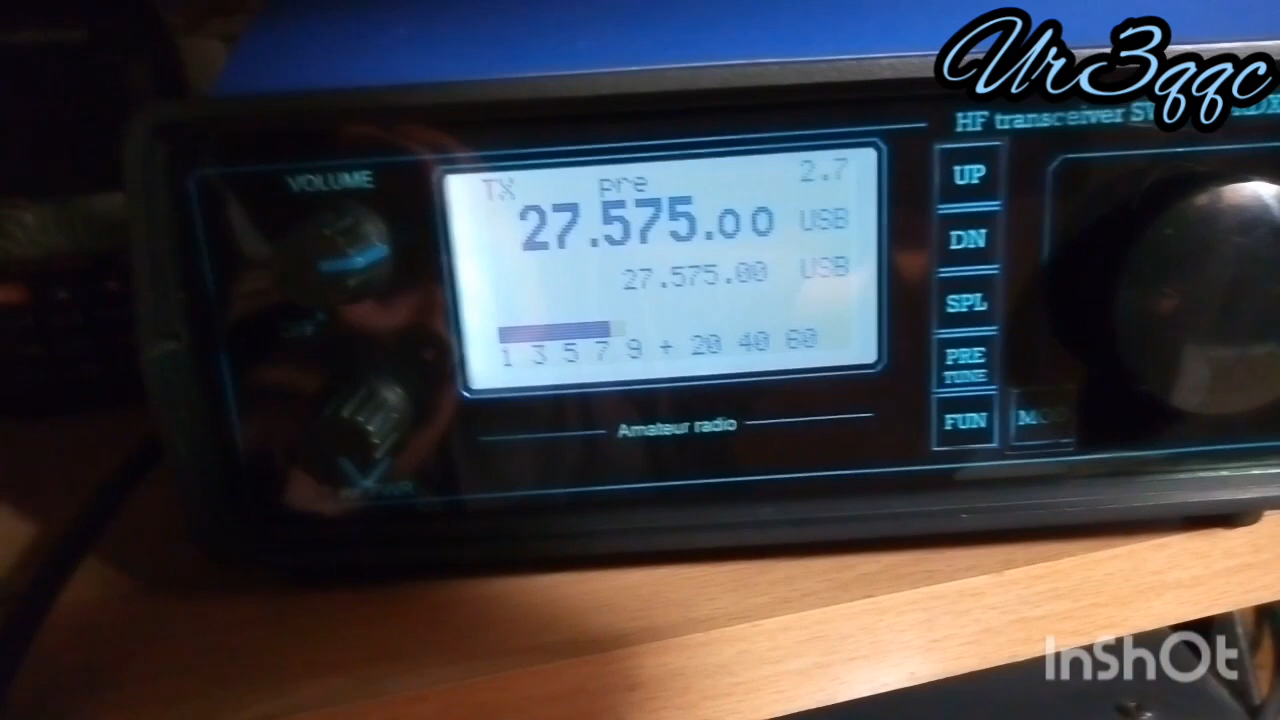 Ur3qqc
HF transceiver
VOLUME
TX pre 2.7
27.575.00 USB
27.575.00 USB
1 3 5 7 9 + 20 40 60
UP
DN
SPL
PRE
TUNE
FUN
Amateur radio
InShOt